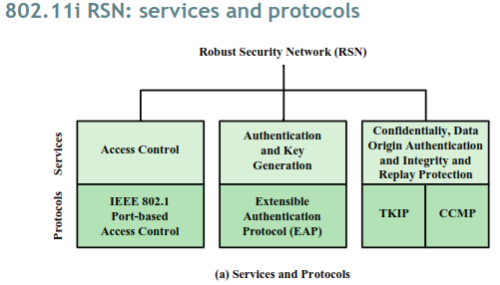 802.11i RSN: services and protocols
Robust Security Network (RSN)
Services
Access Control
Authentication
and Key
Generation
Confidentially, Data
Origin Authentication
and Integrity and
Replay Protection
Protocols
IEEE 802.1
Port-based
Access Control
Extensible
Authentication
Protocol (EAP)
TKIP
CCMP
(a) Services and Protocols